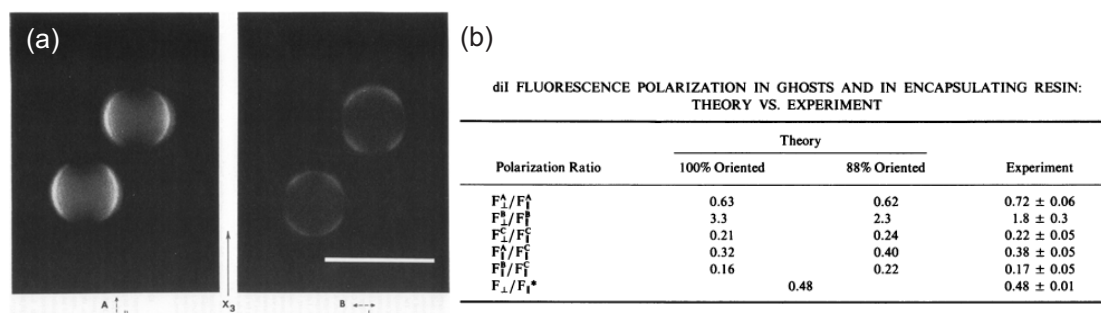 (a)
(b)
diI FLUORESCENCE POLARIZATION IN GHOSTS AND IN ENCAPSULATING RESIN:
THEORY VS. EXPERIMENT
Theory
Polarization Ratio 100% Oriented 88% Oriented Experiment
F⊥ᴬ/F∥ᴬ 0.63 0.62 0.72 ± 0.06
F⊥ᴮ/F∥ᴮ 3.3 2.3 1.8 ± 0.3
F⊥ᶜ/F∥ᶜ 0.21 0.24 0.22 ± 0.05
F∥ᴬ/F∥ᶜ 0.32 0.40 0.38 ± 0.05
F∥ᴮ/F∥ᶜ 0.16 0.22 0.17 ± 0.05
F⊥/F∥* 0.48 0.48 ± 0.01
A X₃ B